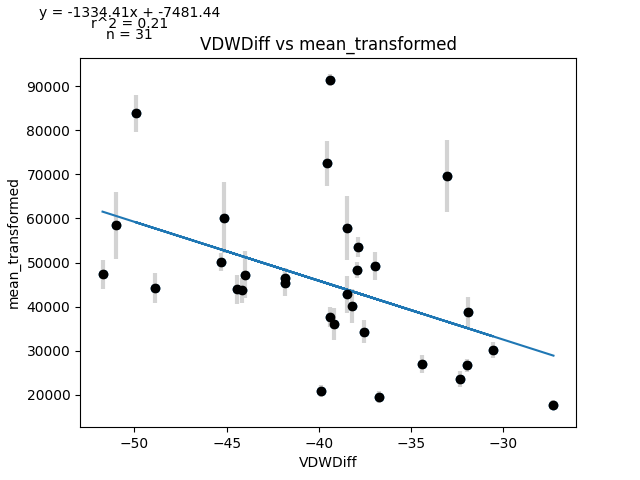 y = -1334.41x + -7481.44
r^2 = 0.21
n = 31
VDWDiff vs mean_transformed
90000
80000
70000
60000
50000
40000
30000
20000
mean_transformed
−50
−45
−40
−35
−30
VDWDiff